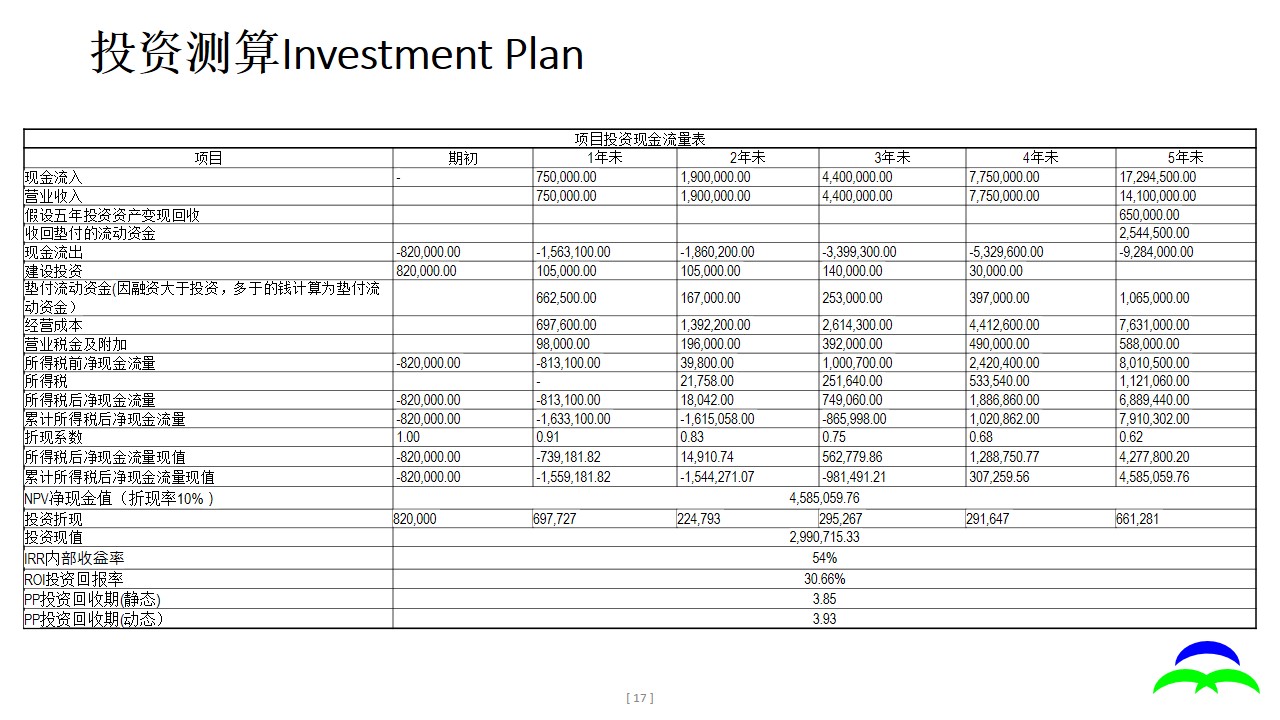 投资测算Investment Plan
项目投资现金流量表
项目 期初 1年末 2年末 3年末 4年末 5年末
现金流入 - 750,000.00 1,900,000.00 4,400,000.00 7,750,000.00 17,294,500.00
营业收入 750,000.00 1,900,000.00 4,400,000.00 7,750,000.00 14,100,000.00
假设五年投资资产变现回收 650,000.00
收回垫付的流动资金 2,544,500.00
现金流出 -820,000.00 -1,563,100.00 -1,860,200.00 -3,399,300.00 -5,329,600.00 -9,284,000.00
建设投资 820,000.00 105,000.00 105,000.00 140,000.00 30,000.00
垫付流动资金(因融资大于投资，多于的钱计算为垫付流
动资金） 662,500.00 167,000.00 253,000.00 397,000.00 1,065,000.00
经营成本 697,600.00 1,392,200.00 2,614,300.00 4,412,600.00 7,631,000.00
营业税金及附加 98,000.00 196,000.00 392,000.00 490,000.00 588,000.00
所得税前净现金流量 -820,000.00 -813,100.00 39,800.00 1,000,700.00 2,420,400.00 8,010,500.00
所得税 - 21,758.00 251,640.00 533,540.00 1,121,060.00
所得税后净现金流量 -820,000.00 -813,100.00 18,042.00 749,060.00 1,886,860.00 6,889,440.00
累计所得税后净现金流量 -820,000.00 -1,633,100.00 -1,615,058.00 -865,998.00 1,020,862.00 7,910,302.00
折现系数 1.00 0.91 0.83 0.75 0.68 0.62
所得税后净现金流量现值 -820,000.00 -739,181.82 14,910.74 562,779.86 1,288,750.77 4,277,800.20
累计所得税后净现金流量现值 -820,000.00 -1,559,181.82 -1,544,271.07 -981,491.21 307,259.56 4,585,059.76
NPV净现金值（折现率10%） 4,585,059.76
投资折现 820,000 697,727 224,793 295,267 291,647 661,281
投资现值 2,990,715.33
IRR内部收益率 54%
ROI投资回报率 30.66%
PP投资回收期(静态) 3.85
PP投资回收期(动态） 3.93
[ 17 ]